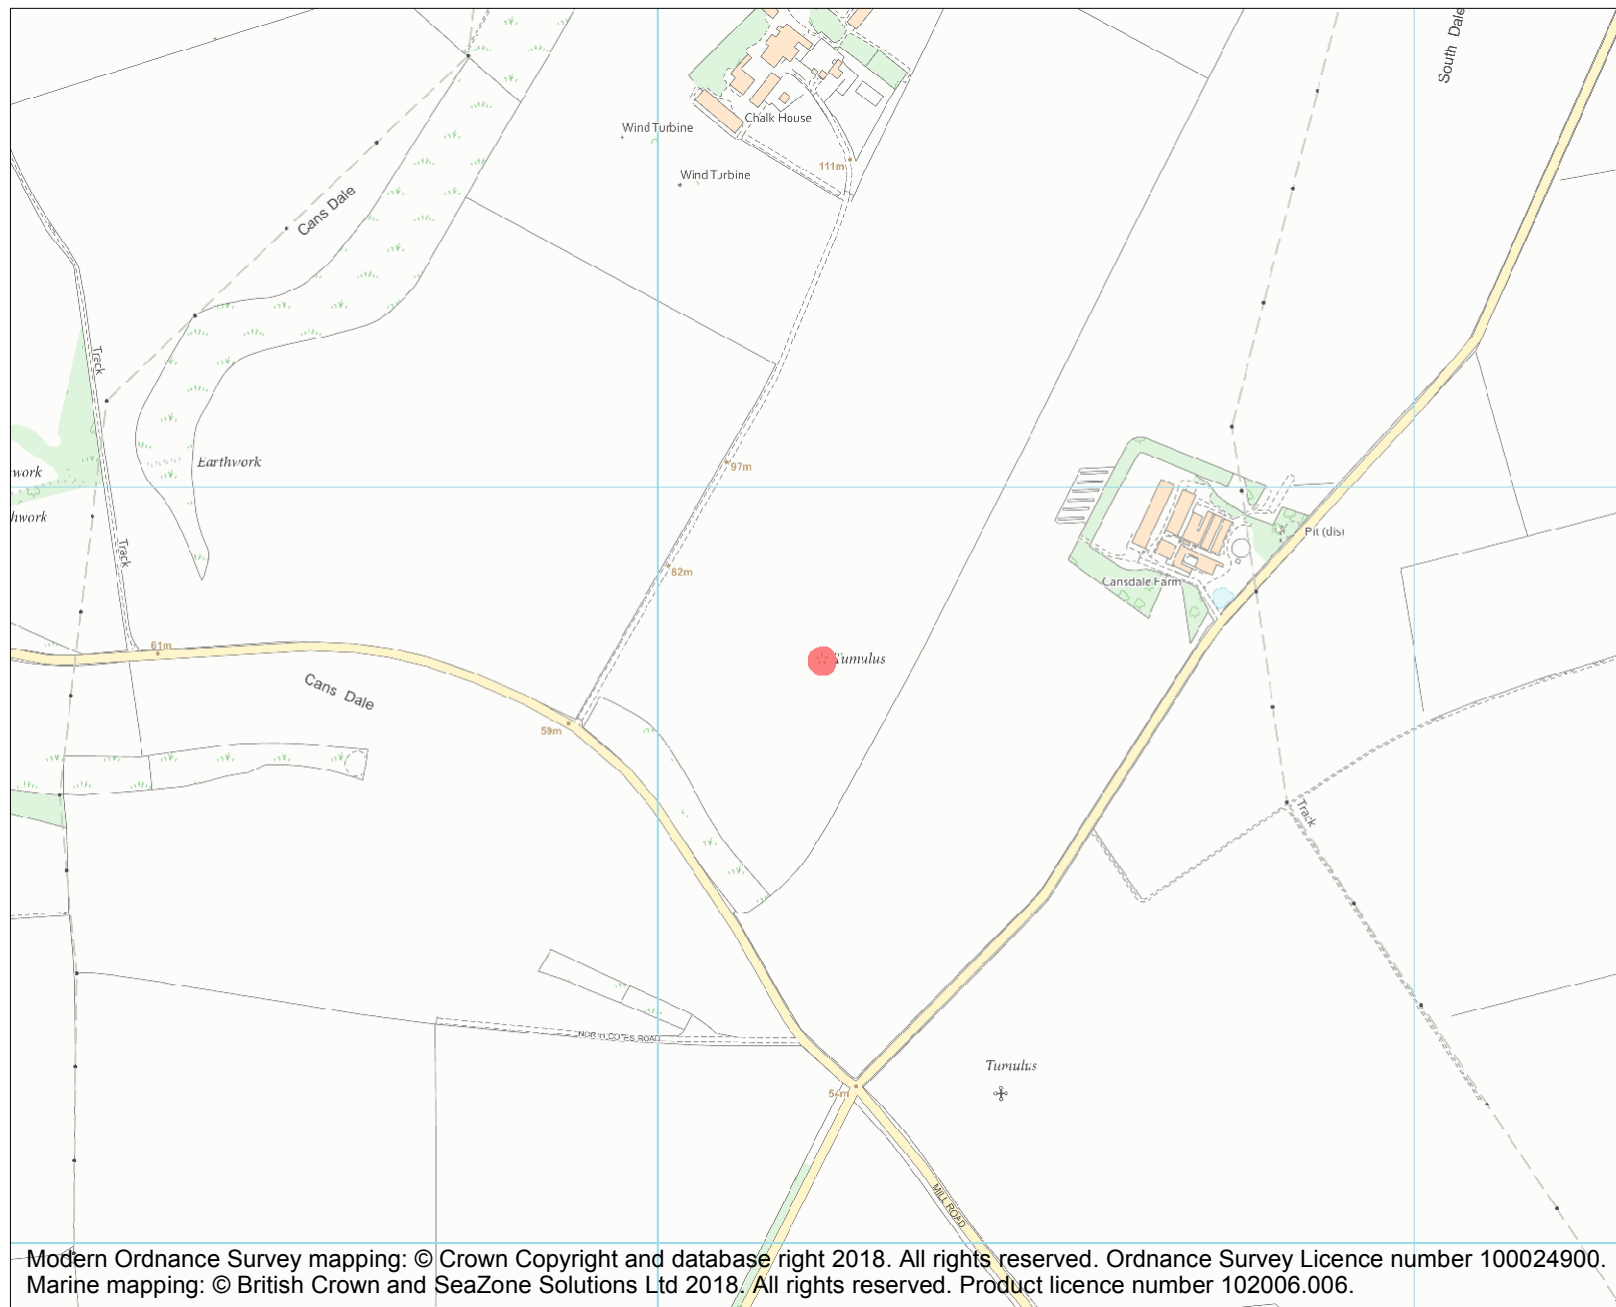 South Dale
Chalk House
Wind Turbine
111m
Wind Turbine
Cans Dale
Track
Earthwork
97m
work
hwork
Pit (dis)
Track
82m
Cansdale Farm
61m
Tumulus
Cans Dale
59m
Track
NORTH COTES ROAD
Tumulus
54m
MILL ROAD
Modern Ordnance Survey mapping: © Crown Copyright and database right 2018. All rights reserved. Ordnance Survey Licence number 100024900.
Marine mapping: © British Crown and SeaZone Solutions Ltd 2018. All rights reserved. Product licence number 102006.006.